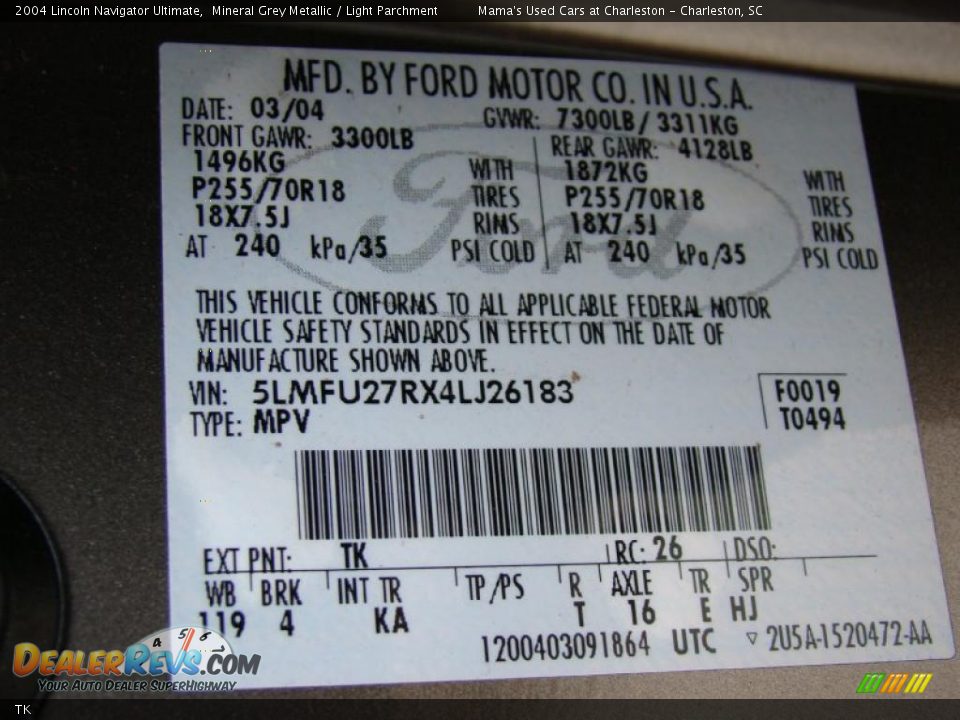 2004 Lincoln Navigator Ultimate, Mineral Grey Metallic / Light Parchment Mama's Used Cars at Charleston - Charleston, SC
MFD. BY FORD MOTOR CO. IN U.S.A.
DATE: 03/04 GVWR: 7300LB/ 3311KG
FRONT GAWR: 3300LB REAR GAWR: 4128LB
1496KG WITH 1872KG WITH
P255/70R18 TIRES P255/70R18 TIRES
18X7.5J RIMS 18X7.5J RIMS
AT 240 kPa/35 PSI COLD AT 240 kPa/35 PSI COLD
Ford
THIS VEHICLE CONFORMS TO ALL APPLICABLE FEDERAL MOTOR
VEHICLE SAFETY STANDARDS IN EFFECT ON THE DATE OF
MANUFACTURE SHOWN ABOVE.
VIN: 5LMFU27RX4LJ26183 F0019
TYPE: MPV T0494
EXT PNT: TK RC: 26 DSO:
WB BRK INT TR TP/PS R AXLE TR SPR
119 4 KA T 16 E HJ
1200403091864 UTC ▽ 2U5A-1520472-AA
4 5 6
DEALERREVS.COM
YOUR AUTO DEALER SUPERHIGHWAY
TK